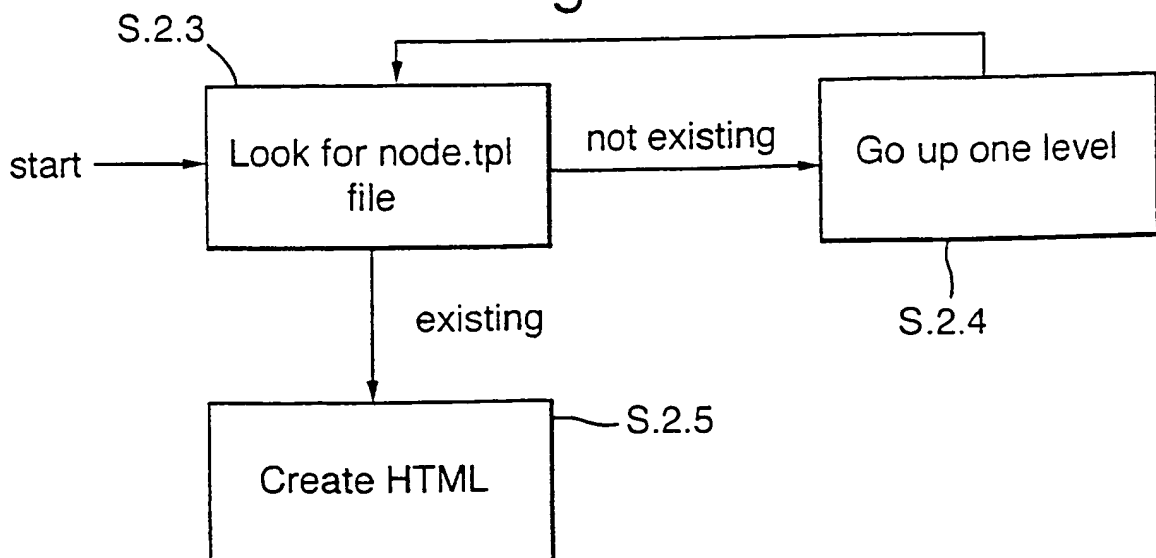 S.2.3
start
Look for node.tpl
file
not existing
Go up one level
existing
S.2.4
S.2.5
Create HTML